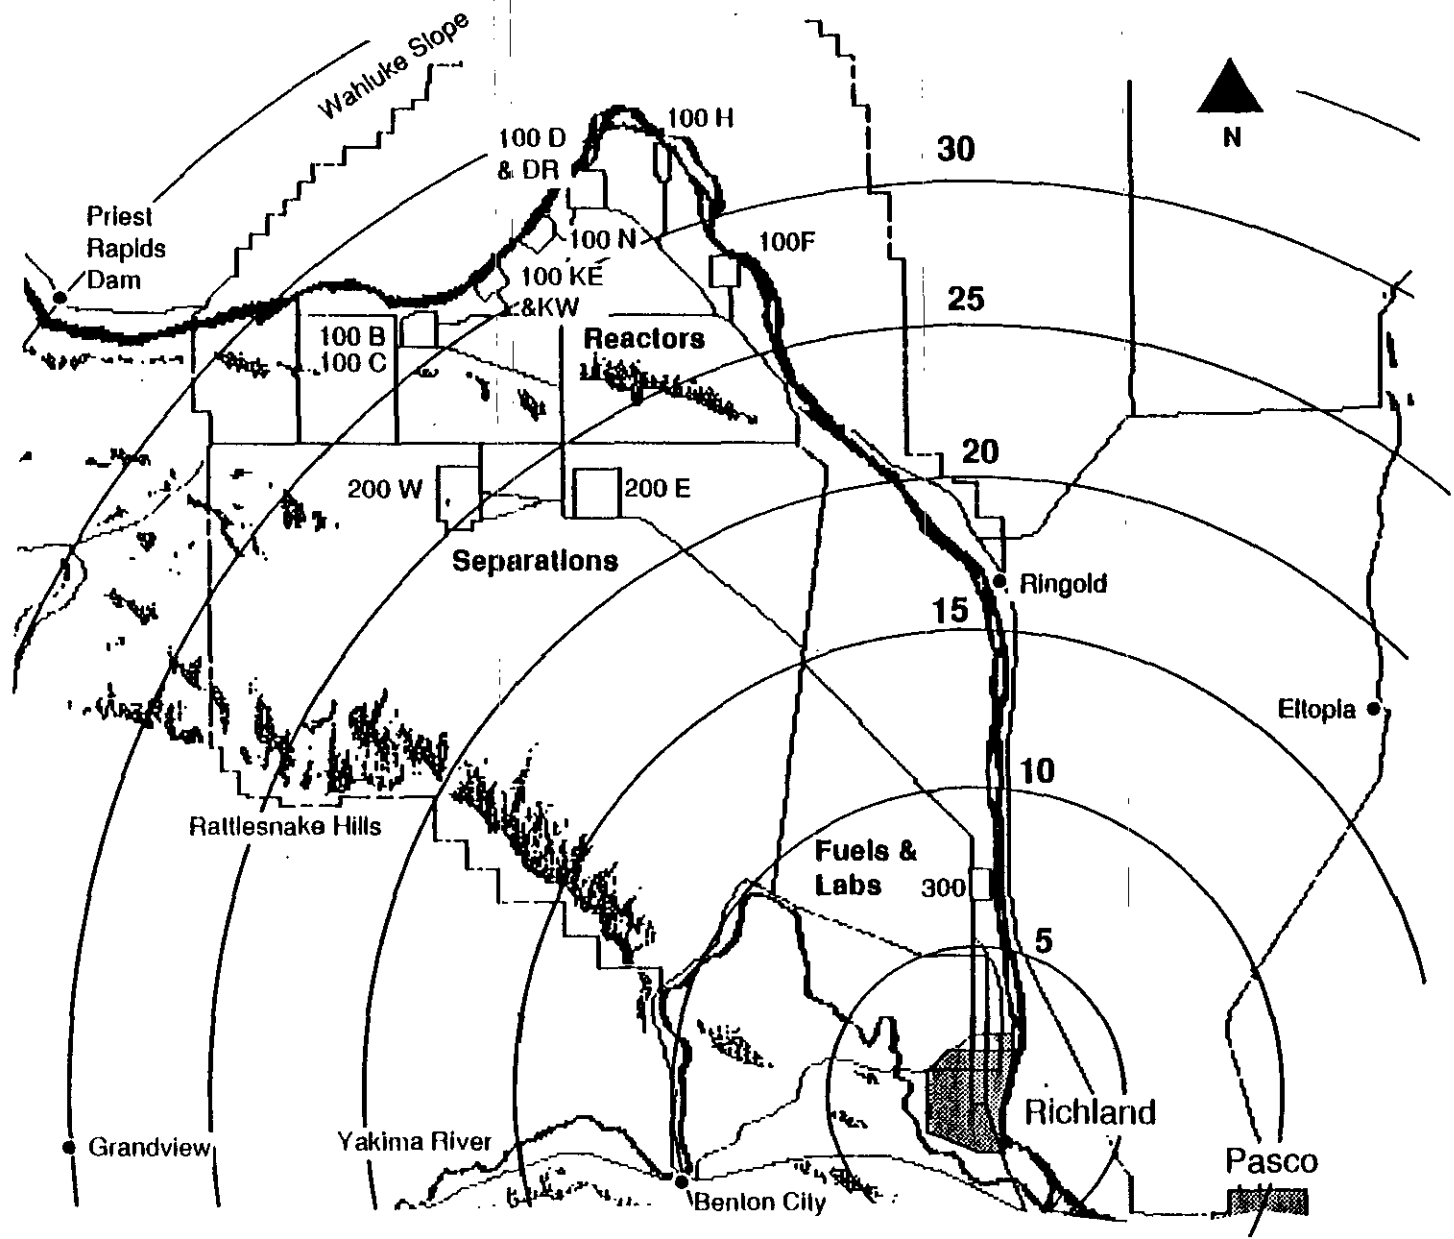 Wahluke Slope
100 H
100 D
& DR
30
N
Priest
Rapids
Dam
100 N
100F
100 KE
&KW
25
100 B
100 C
Reactors
20
200 W
200 E
Separations
Ringold
15
Eltopia
10
Rattlesnake Hills
Fuels &
Labs
300
5
Richland
Grandview
Yakima River
Pasco
Benton City